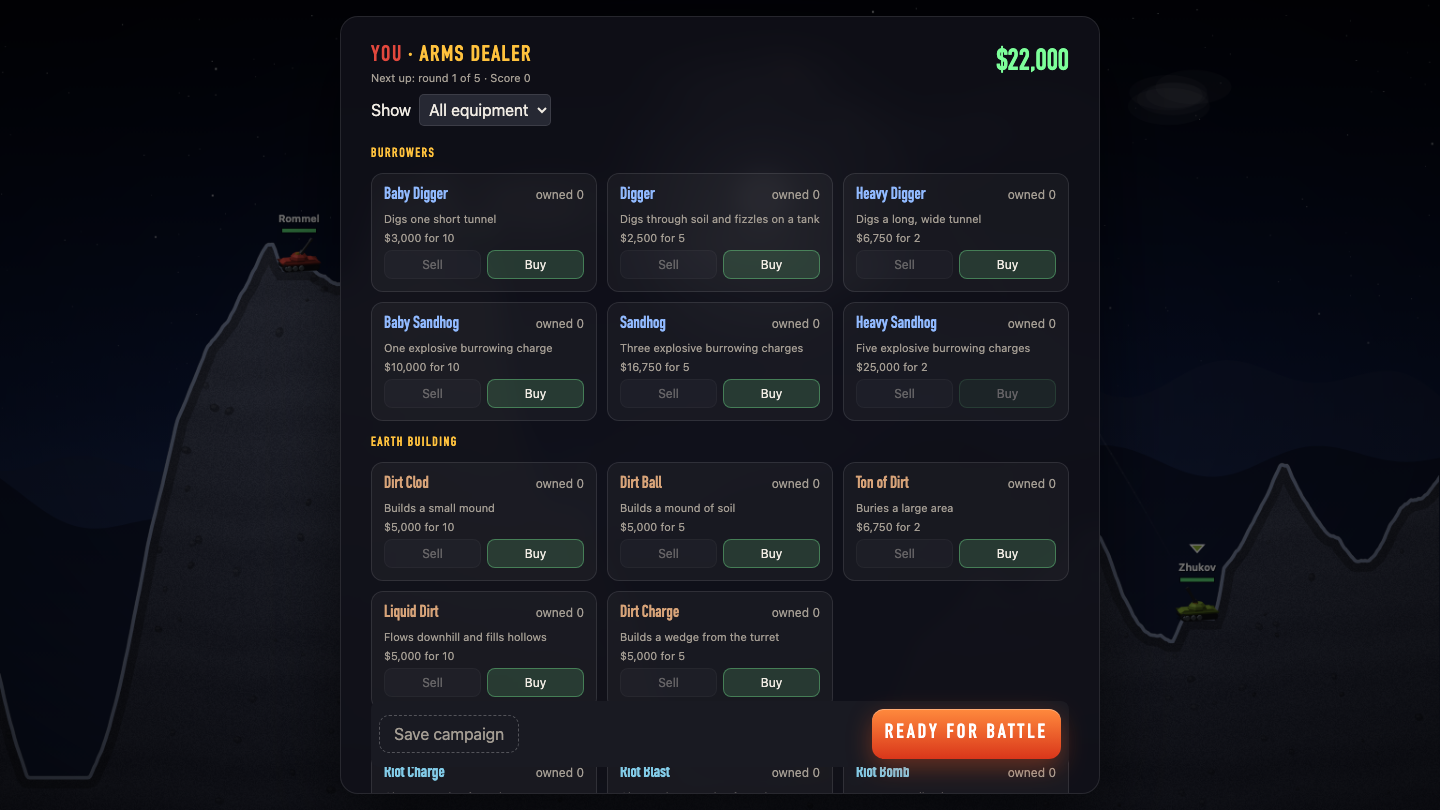 YOU · ARMS DEALER
$22,000
Next up: round 1 of 5 · Score 0
Show All equipment
BURROWERS
Baby Digger owned 0
Digs one short tunnel
$3,000 for 10
Sell Buy
Digger owned 0
Digs through soil and fizzles on a tank
$2,500 for 5
Sell Buy
Heavy Digger owned 0
Digs a long, wide tunnel
$6,750 for 2
Sell Buy
Baby Sandhog owned 0
One explosive burrowing charge
$10,000 for 10
Sell Buy
Sandhog owned 0
Three explosive burrowing charges
$16,750 for 5
Sell Buy
Heavy Sandhog owned 0
Five explosive burrowing charges
$25,000 for 2
Sell Buy
EARTH BUILDING
Dirt Clod owned 0
Builds a small mound
$5,000 for 10
Sell Buy
Dirt Ball owned 0
Builds a mound of soil
$5,000 for 5
Sell Buy
Ton of Dirt owned 0
Buries a large area
$6,750 for 2
Sell Buy
Liquid Dirt owned 0
Flows downhill and fills hollows
$5,000 for 10
Sell Buy
Dirt Charge owned 0
Builds a wedge from the turret
$5,000 for 5
Sell Buy
Save campaign
READY FOR BATTLE
Riot Charge owned 0
Riot Blast owned 0
Riot Bomb owned 0
Rommel
Zhukov